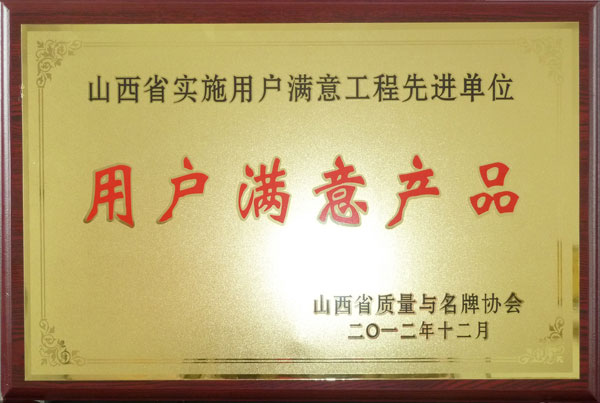 山西省实施用户满意工程先进单位
用户满意产品
山西省质量与名牌协会
二〇一二年十二月